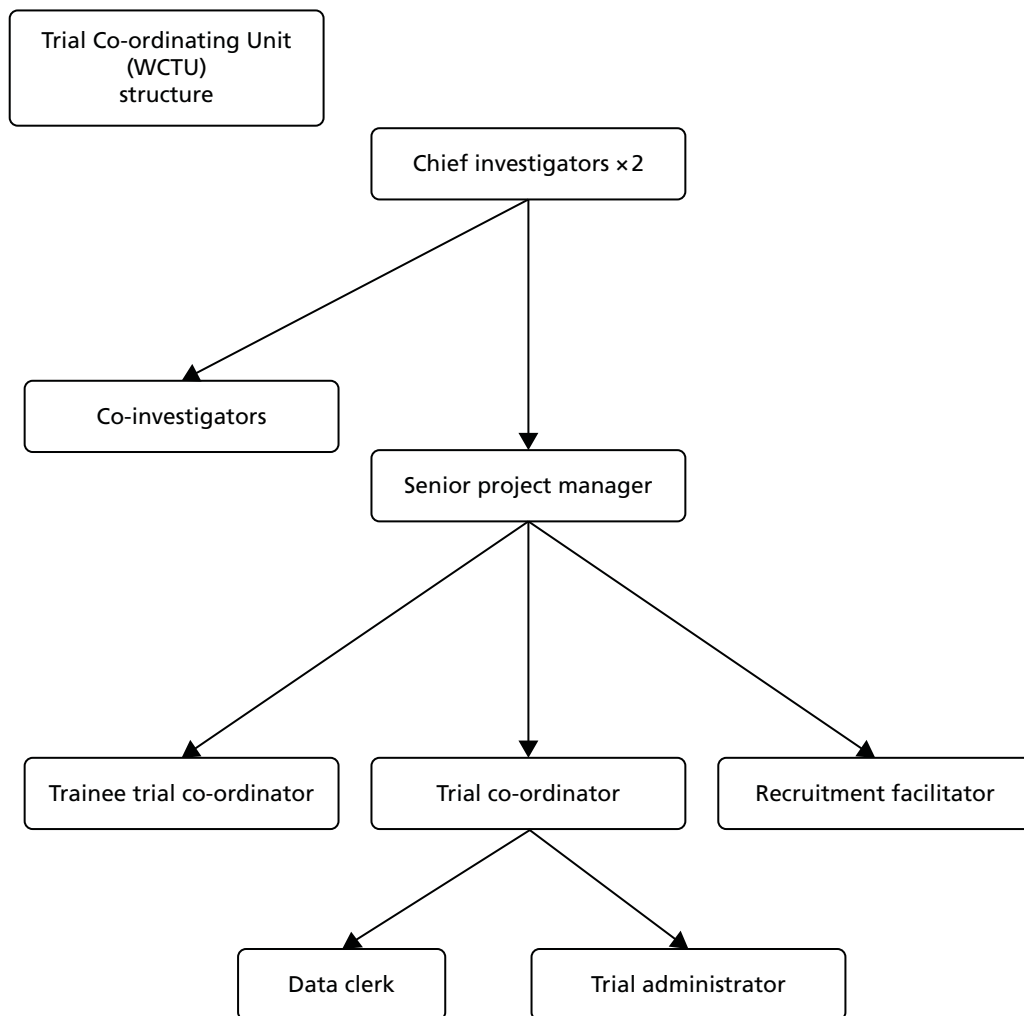 Trial Co-ordinating Unit
(WCTU)
structure
Chief investigators ×2
Co-investigators
Senior project manager
Trainee trial co-ordinator
Trial co-ordinator
Recruitment facilitator
Data clerk
Trial administrator